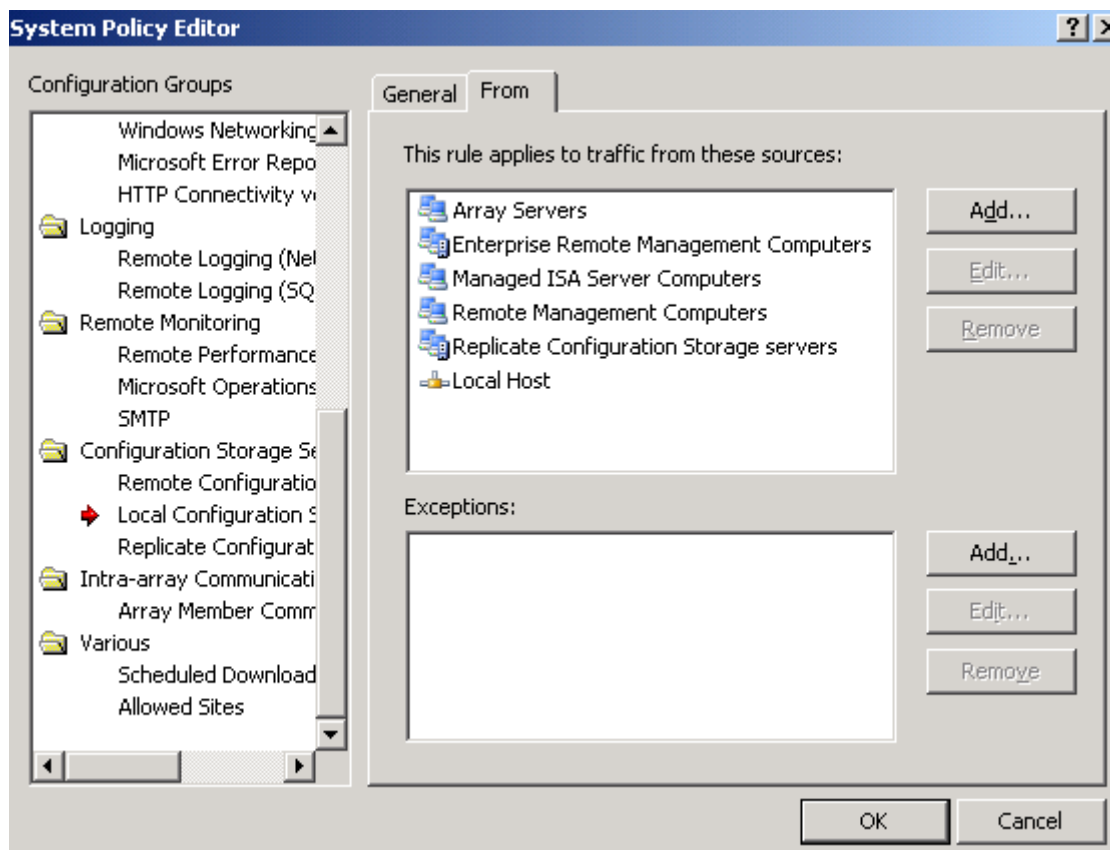 System Policy Editor
Configuration Groups
Windows Networking
Microsoft Error Repo
HTTP Connectivity v
Logging
Remote Logging (Net
Remote Logging (SQ
Remote Monitoring
Remote Performance
Microsoft Operations
SMTP
Configuration Storage Se
Remote Configuratio
Local Configuration S
Replicate Configurat
Intra-array Communicati
Array Member Comm
Various
Scheduled Download
Allowed Sites
General From
This rule applies to traffic from these sources:
Array Servers
Enterprise Remote Management Computers
Managed ISA Server Computers
Remote Management Computers
Replicate Configuration Storage servers
Local Host
Add...
Edit...
Remove
Exceptions:
Add...
Edit...
Remove
OK Cancel